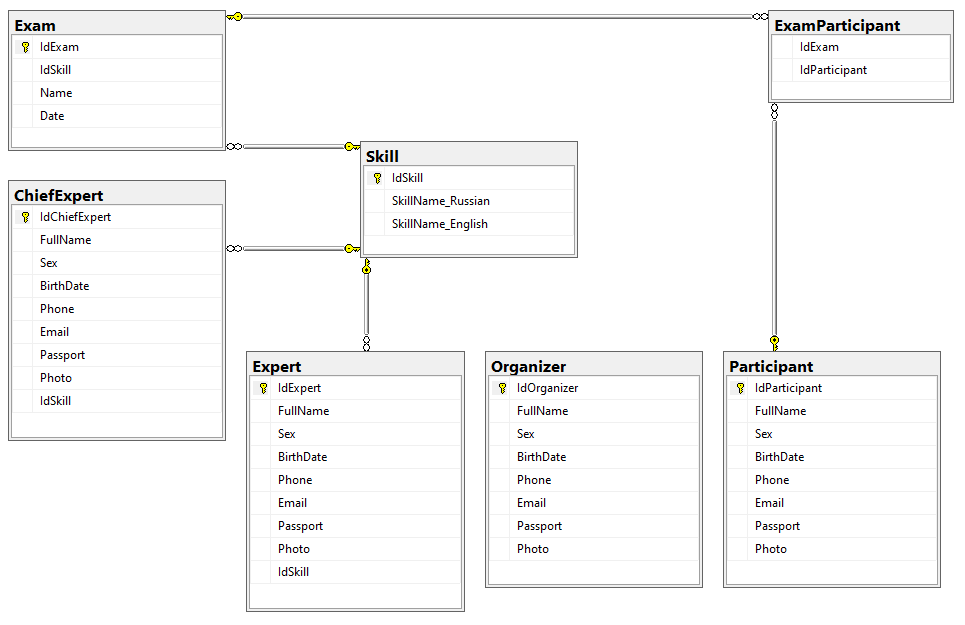 Exam
IdExam
IdSkill
Name
Date
ExamParticipant
IdExam
IdParticipant
Skill
IdSkill
SkillName_Russian
SkillName_English
ChiefExpert
IdChiefExpert
FullName
Sex
BirthDate
Phone
Email
Passport
Photo
IdSkill
Expert
IdExpert
FullName
Sex
BirthDate
Phone
Email
Passport
Photo
IdSkill
Organizer
IdOrganizer
FullName
Sex
BirthDate
Phone
Email
Passport
Photo
Participant
IdParticipant
FullName
Sex
BirthDate
Phone
Email
Passport
Photo